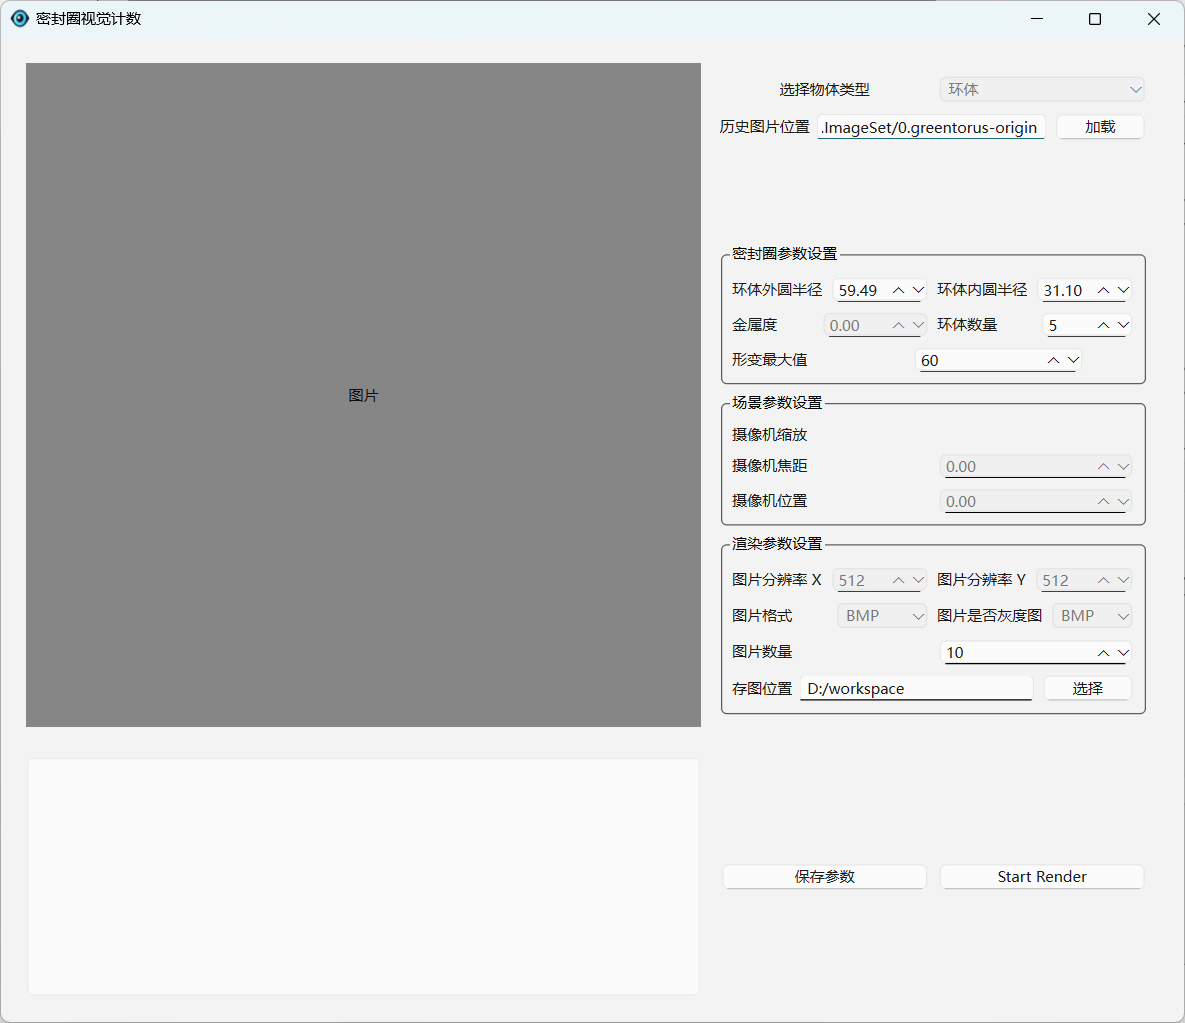 密封圈视觉计数
选择物体类型 环体
历史图片位置 .ImageSet/0.greentorus-origin 加载
图片
密封圈参数设置
环体外圆半径 59.49 环体内圆半径 31.10
金属度 0.00 环体数量 5
形变最大值 60
场景参数设置
摄像机缩放
摄像机焦距 0.00
摄像机位置 0.00
渲染参数设置
图片分辨率 X 512 图片分辨率 Y 512
图片格式 BMP 图片是否灰度图 BMP
图片数量 10
存图位置 D:/workspace 选择
保存参数 Start Render